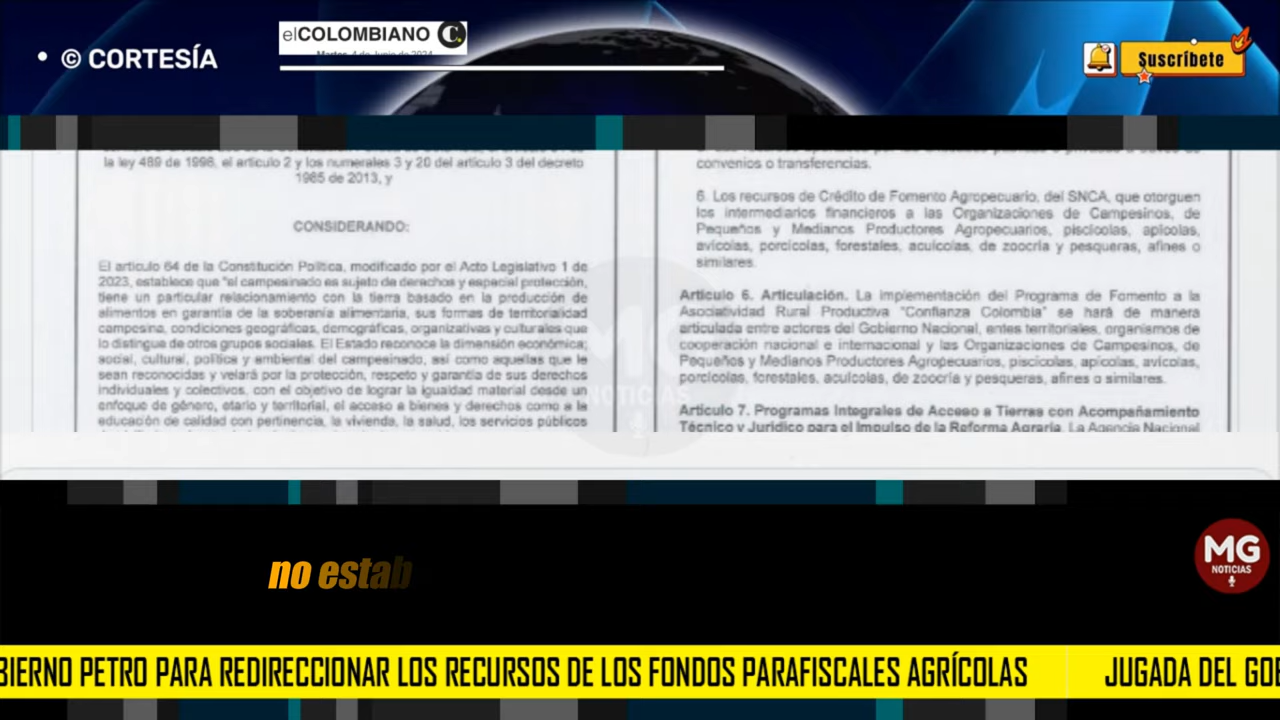 © CORTESÍA
elCOLOMBIANO C
Martes, 4 de Junio de 2024
Suscríbete
la ley 489 de 1998, el artículo 2 y los numerales 3 y 20 del artículo 3 del decreto
1985 de 2013, y
CONSIDERANDO:
El artículo 64 de la Constitución Política, modificado por el Acto Legislativo 1 de
2023, establece que "el campesinado es sujeto de derechos y especial protección,
tiene un particular relacionamiento con la tierra basado en la producción de
alimentos en garantía de la soberanía alimentaria, sus formas de territorialidad
campesina, condiciones geográficas, demográficas, organizativas y culturales que
lo distingue de otros grupos sociales. El Estado reconoce la dimensión económica;
social, cultural, política y ambiental del campesinado, así como aquellas que le
sean reconocidas y velará por la protección, respeto y garantía de sus derechos
individuales y colectivos, con el objetivo de lograr la igualdad material desde un
enfoque de género, etario y territorial, el acceso a bienes y derechos como a la
educación de calidad con pertinencia, la vivienda, la salud, los servicios públicos
convenios o transferencias.
6. Los recursos de Crédito de Fomento Agropecuario, del SNCA, que otorguen
los intermediarios financieros a las Organizaciones de Campesinos, de
Pequeños y Medianos Productores Agropecuarios, piscícolas, apícolas,
avícolas, porcícolas, forestales, acuícolas, de zoocría y pesqueras, afines o
similares.
Artículo 6. Articulación. La implementación del Programa de Fomento a la
Asociatividad Rural Productiva "Confianza Colombia" se hará de manera
articulada entre actores del Gobierno Nacional, entes territoriales, organismos de
cooperación nacional e internacional y las Organizaciones de Campesinos, de
Pequeños y Medianos Productores Agropecuarios, piscícolas, apícolas, avícolas,
porcícolas, forestales, acuícolas, de zoocría y pesqueras, afines o similares.
Artículo 7. Programas Integrales de Acceso a Tierras con Acompañamiento
Técnico y Jurídico para el Impulso de la Reforma Agraria. La Agencia Nacional
MG
NOTICIAS
no estab
MG
NOTICIAS
BIERNO PETRO PARA REDIRECCIONAR LOS RECURSOS DE LOS FONDOS PARAFISCALES AGRÍCOLAS JUGADA DEL GOB